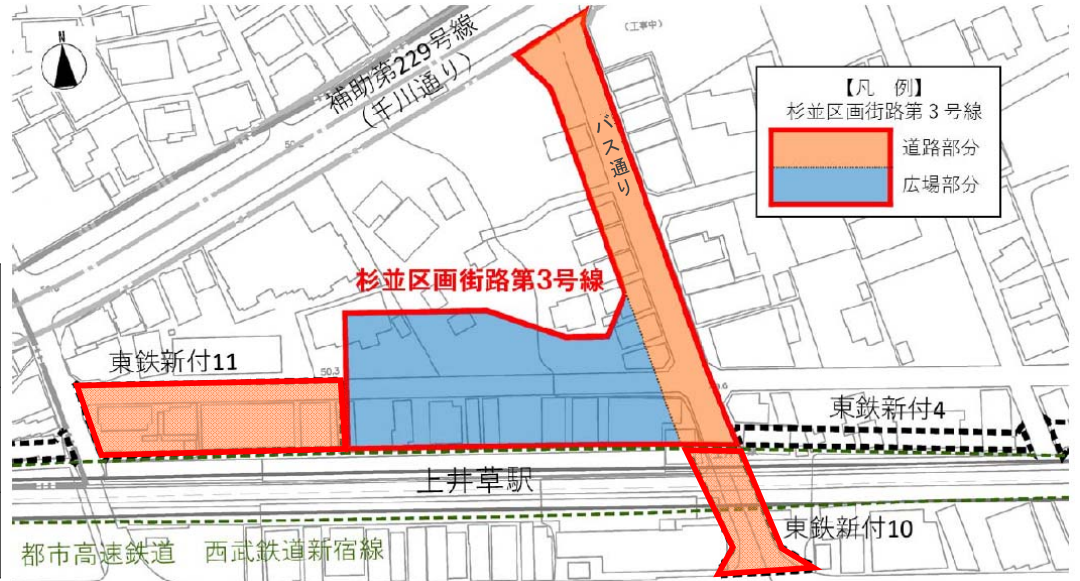 N
(工事中)
補助第229号線
(千川通り)
バス通り
【凡 例】
杉並区画街路第3号線
道路部分
広場部分
杉並区画街路第3号線
東鉄新付11
50.3
東鉄新付4
上井草駅
東鉄新付10
都市高速鉄道 西武鉄道新宿線